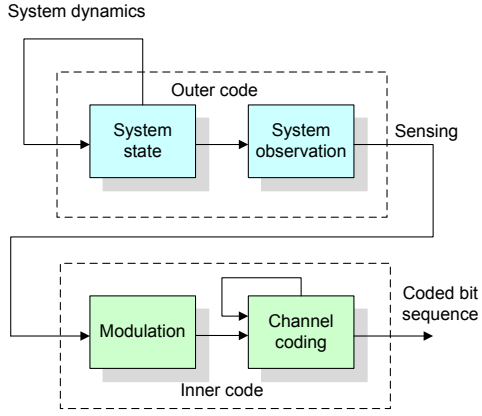 System dynamics
Outer code
System
state
System
observation
Sensing
Modulation
Channel
coding
Coded bit
sequence
Inner code